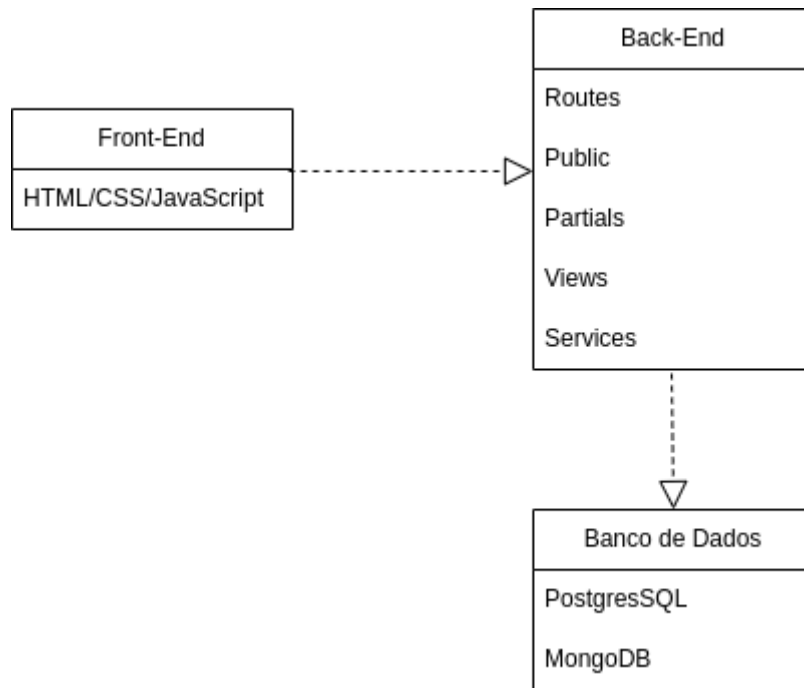 Front-End
HTML/CSS/JavaScript
Back-End
Routes
Public
Partials
Views
Services
Banco de Dados
PostgresSQL
MongoDB